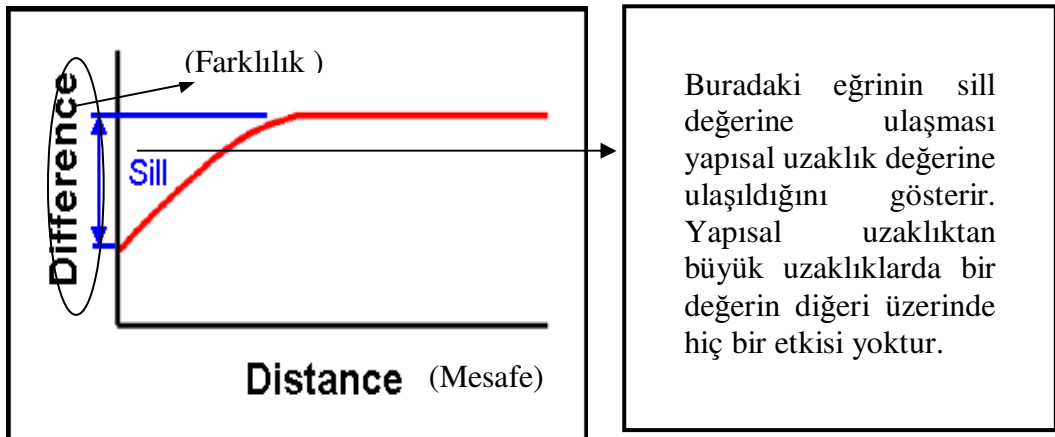 (Farklılık )
Difference
Sill
Distance (Mesafe)
Buradaki eğrinin sill
değerine ulaşması
yapısal uzaklık değerine
ulaşıldığını gösterir.
Yapısal uzaklıktan
büyük uzaklıklarda bir
değerin diğeri üzerinde
hiç bir etkisi yoktur.